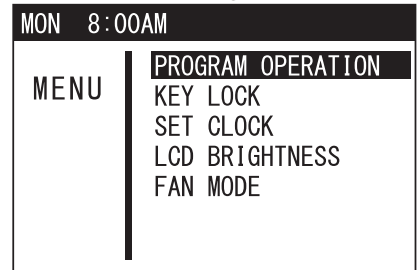 MON 8:00AM
MENU
PROGRAM OPERATION
KEY LOCK
SET CLOCK
LCD BRIGHTNESS
FAN MODE